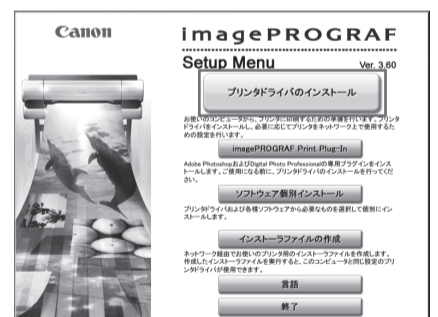 Canon
imagePROGRAF
Setup Menu Ver. 3.60
プリンタドライバのインストール
お使いのコンピュータから、プリンタに印刷するための準備を行います。プリンタ
ドライバをインストールし、必要に応じてプリンタをネットワーク上で使用するた
めの設定を行います。
imagePROGRAF Print Plug-In
Adobe PhotoshopおよびDigital Photo Professionalの専用プラグインをインス
トールします。ご使用になる前に、プリンタドライバのインストールを行ってくだ
さい。
ソフトウェア個別インストール
プリンタドライバおよび各種ソフトウェアから必要なものを選択して個別にイン
ストールします。
インストーラファイルの作成
ネットワーク経由でお使いのプリンタ用のインストーラファイルを作成します。
作成したインストーラファイルを実行すると、このコンピュータと同じ設定のプリ
ンタドライバが使用できます。
言語
終了